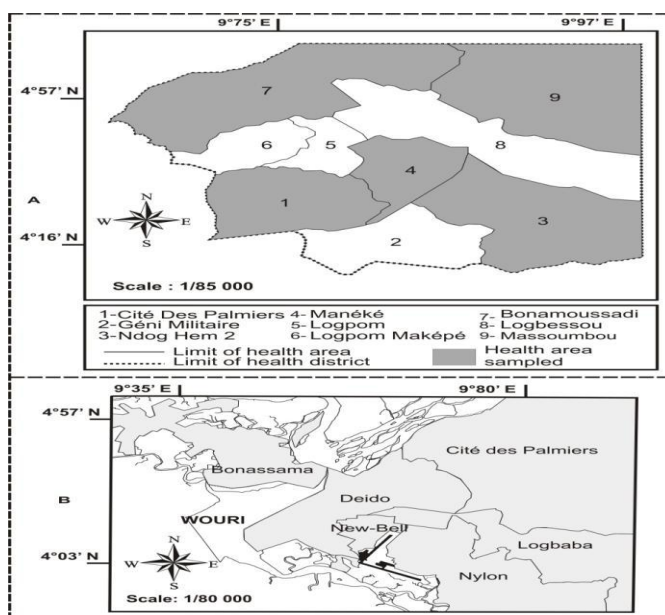 9°75’ E 9°97’ E
4°57’ N
7
9
6
5
8
4
A
1
3
N
W E
S
4°16’ N
2
Scale : 1/85 000
1-Cité Des Palmiers 4-Manéké 7- Bonamoussadi
2-Géni Militaire 5-Logpom 8- Logbessou
3-Ndog Hem 2 6-Logpom Maképé 9- Massoumbou
Limit of health area Health area
Limit of health district sampled
9°35’ E 9°80’ E
4°57’ N
Cité des Palmiers
Bonassama
Deido
B
WOURI
New-Bell
Logbaba
4°03’ N
N
W E
S
Nylon
Scale: 1/80 000